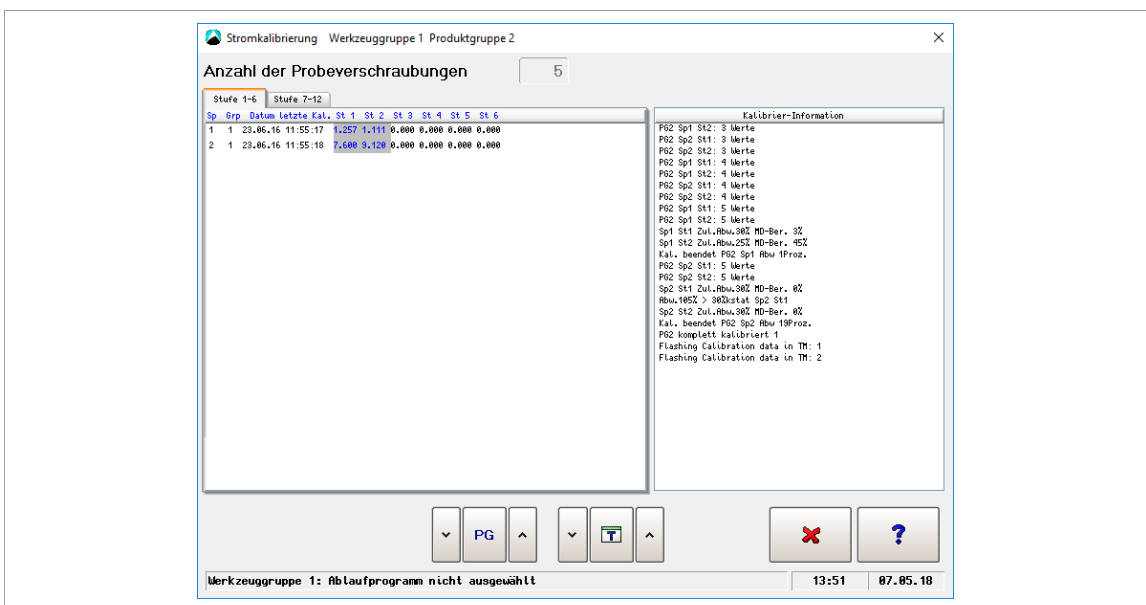 Stromkalibrierung Werkzeuggruppe 1 Produktgruppe 2
Anzahl der Probeverschraubungen 5
Stufe 1-6 Stufe 7-12
Sp Grp Datum letzte Kal. St 1 St 2 St 3 St 4 St 5 St 6
1 1 23.06.16 11:55:17 1.257 1.111 0.000 0.000 0.000 0.000
2 1 23.06.16 11:55:18 7.600 9.120 0.000 0.000 0.000 0.000
Kalibrier-Information
PG2 Sp1 St2: 3 Werte
PG2 Sp2 St1: 3 Werte
PG2 Sp2 St2: 3 Werte
PG2 Sp1 St1: 4 Werte
PG2 Sp1 St2: 4 Werte
PG2 Sp2 St1: 4 Werte
PG2 Sp2 St2: 4 Werte
PG2 Sp1 St1: 5 Werte
PG2 Sp1 St2: 5 Werte
Sp1 St1 Zul.Abw.30% MD-Ber. 3%
Sp1 St2 Zul.Abw.25% MD-Ber. 45%
Kal. beendet PG2 Sp1 Abw 1Proz.
PG2 Sp2 St1: 5 Werte
PG2 Sp2 St2: 5 Werte
Sp2 St1 Zul.Abw.30% MD-Ber. 0%
Abw.105% > 30%kstat Sp2 St1
Sp2 St2 Zul.Abw.30% MD-Ber. 0%
Kal. beendet PG2 Sp2 Abw 19Proz.
PG2 komplett kalibriert 1
Flashing Calibration data in TM: 1
Flashing Calibration data in TM: 2
PG T ?
Werkzeuggruppe 1: Ablaufprogramm nicht ausgewählt 13:51 07.05.18